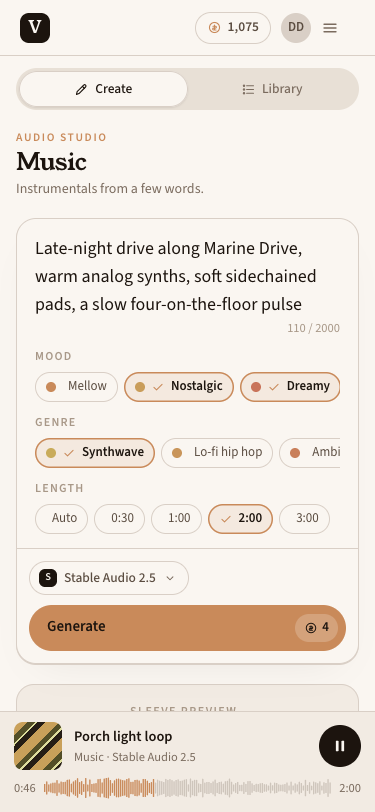 V
1,075
DD
Create
Library
AUDIO STUDIO
Music
Instrumentals from a few words.
Late-night drive along Marine Drive,
warm analog synths, soft sidechained
pads, a slow four-on-the-floor pulse
110 / 2000
MOOD
Mellow
Nostalgic
Dreamy
GENRE
Synthwave
Lo-fi hip hop
Ambi
LENGTH
Auto
0:30
1:00
2:00
3:00
S
Stable Audio 2.5
Generate
4
SLEEVE PREVIEW
Porch light loop
Music · Stable Audio 2.5
0:46
2:00